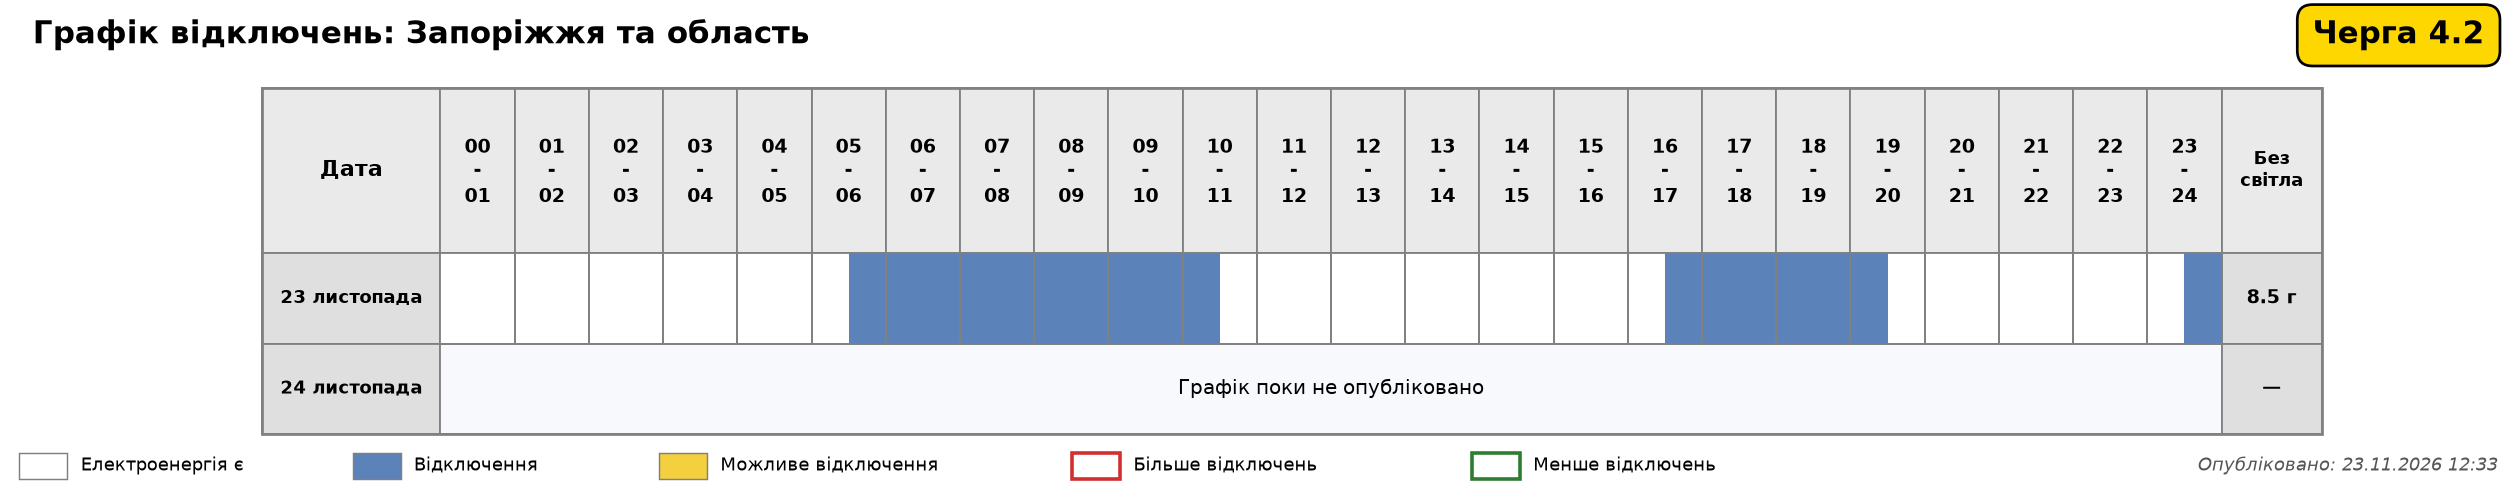 Графік відключень: Запоріжжя та область
Черга 4.2
Дата 00 - 01 01 - 02 02 - 03 03 - 04 04 - 05 05 - 06 06 - 07 07 - 08 08 - 09 09 - 10 10 - 11 11 - 12 12 - 13 13 - 14 14 - 15 15 - 16 16 - 17 17 - 18 18 - 19 19 - 20 20 - 21 21 - 22 22 - 23 23 - 24 Без світла
23 листопада 8.5 г
24 листопада Графік поки не опубліковано —
Електроенергія є Відключення Можливе відключення Більше відключень Менше відключень Опубліковано: 23.11.2026 12:33